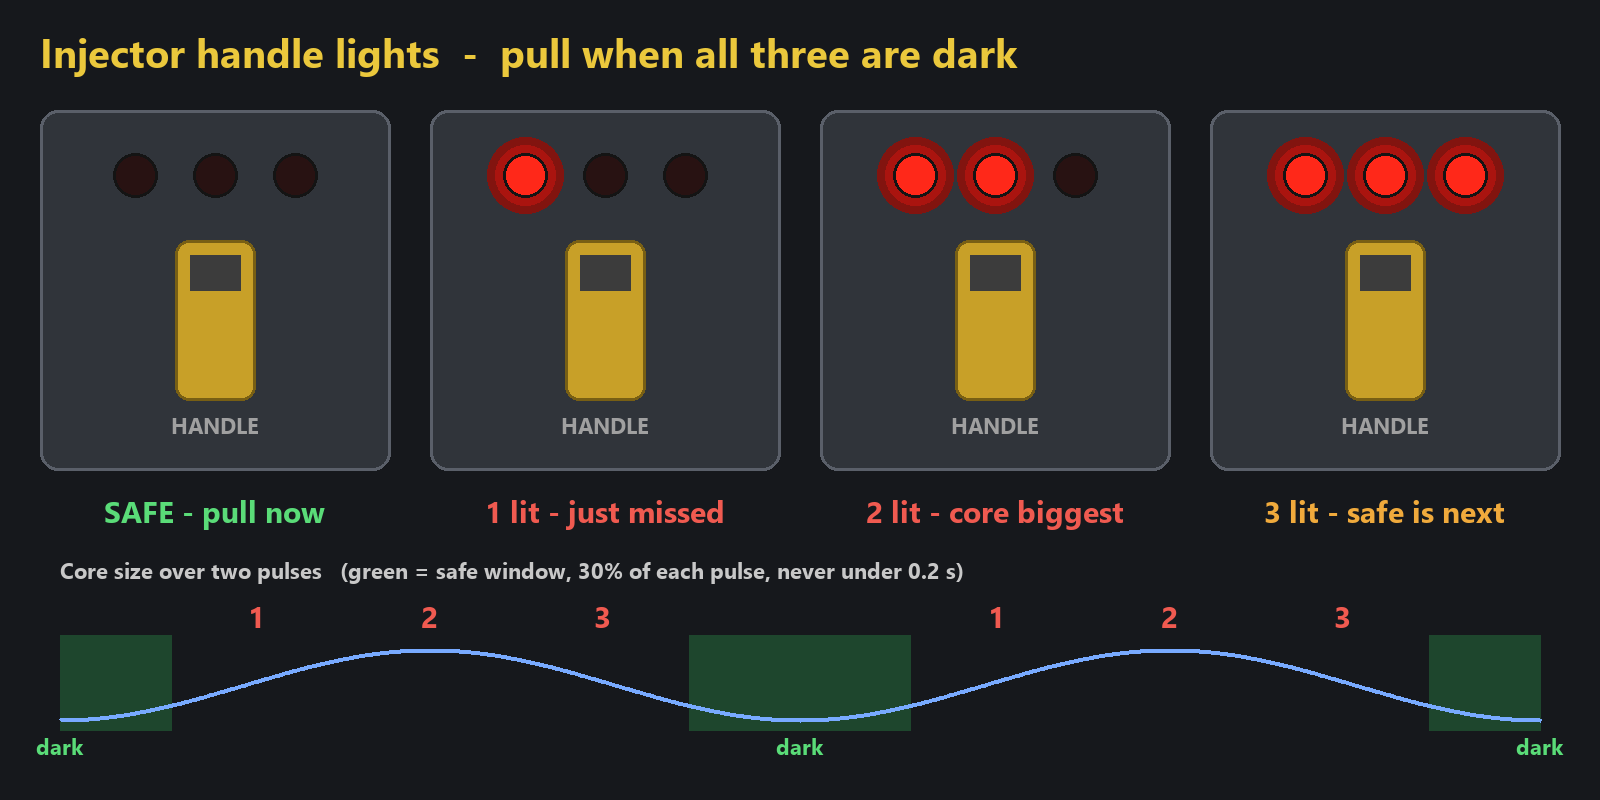 Injector handle lights - pull when all three are dark
HANDLE HANDLE HANDLE HANDLE
SAFE - pull now 1 lit - just missed 2 lit - core biggest 3 lit - safe is next
Core size over two pulses (green = safe window, 30% of each pulse, never under 0.2 s)
1 2 3 1 2 3
dark dark dark